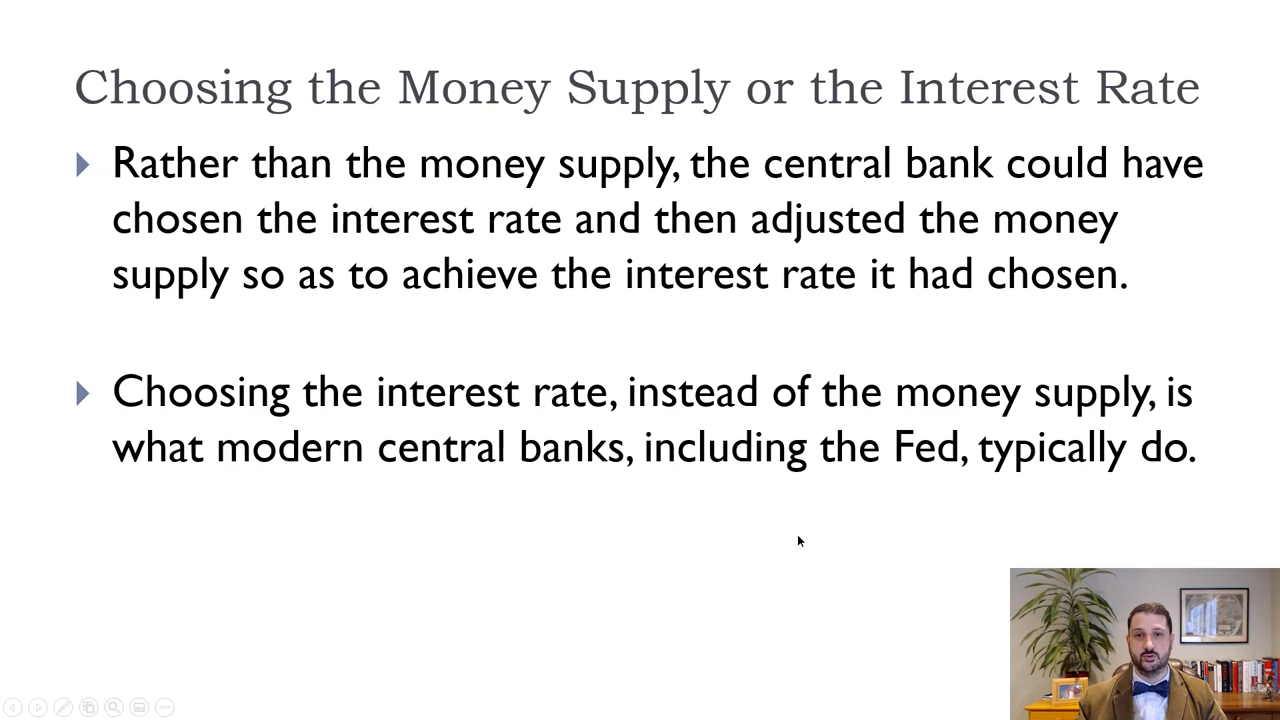 Choosing the Money Supply or the Interest Rate
Rather than the money supply, the central bank could have
chosen the interest rate and then adjusted the money
supply so as to achieve the interest rate it had chosen.
Choosing the interest rate, instead of the money supply, is
what modern central banks, including the Fed, typically do.